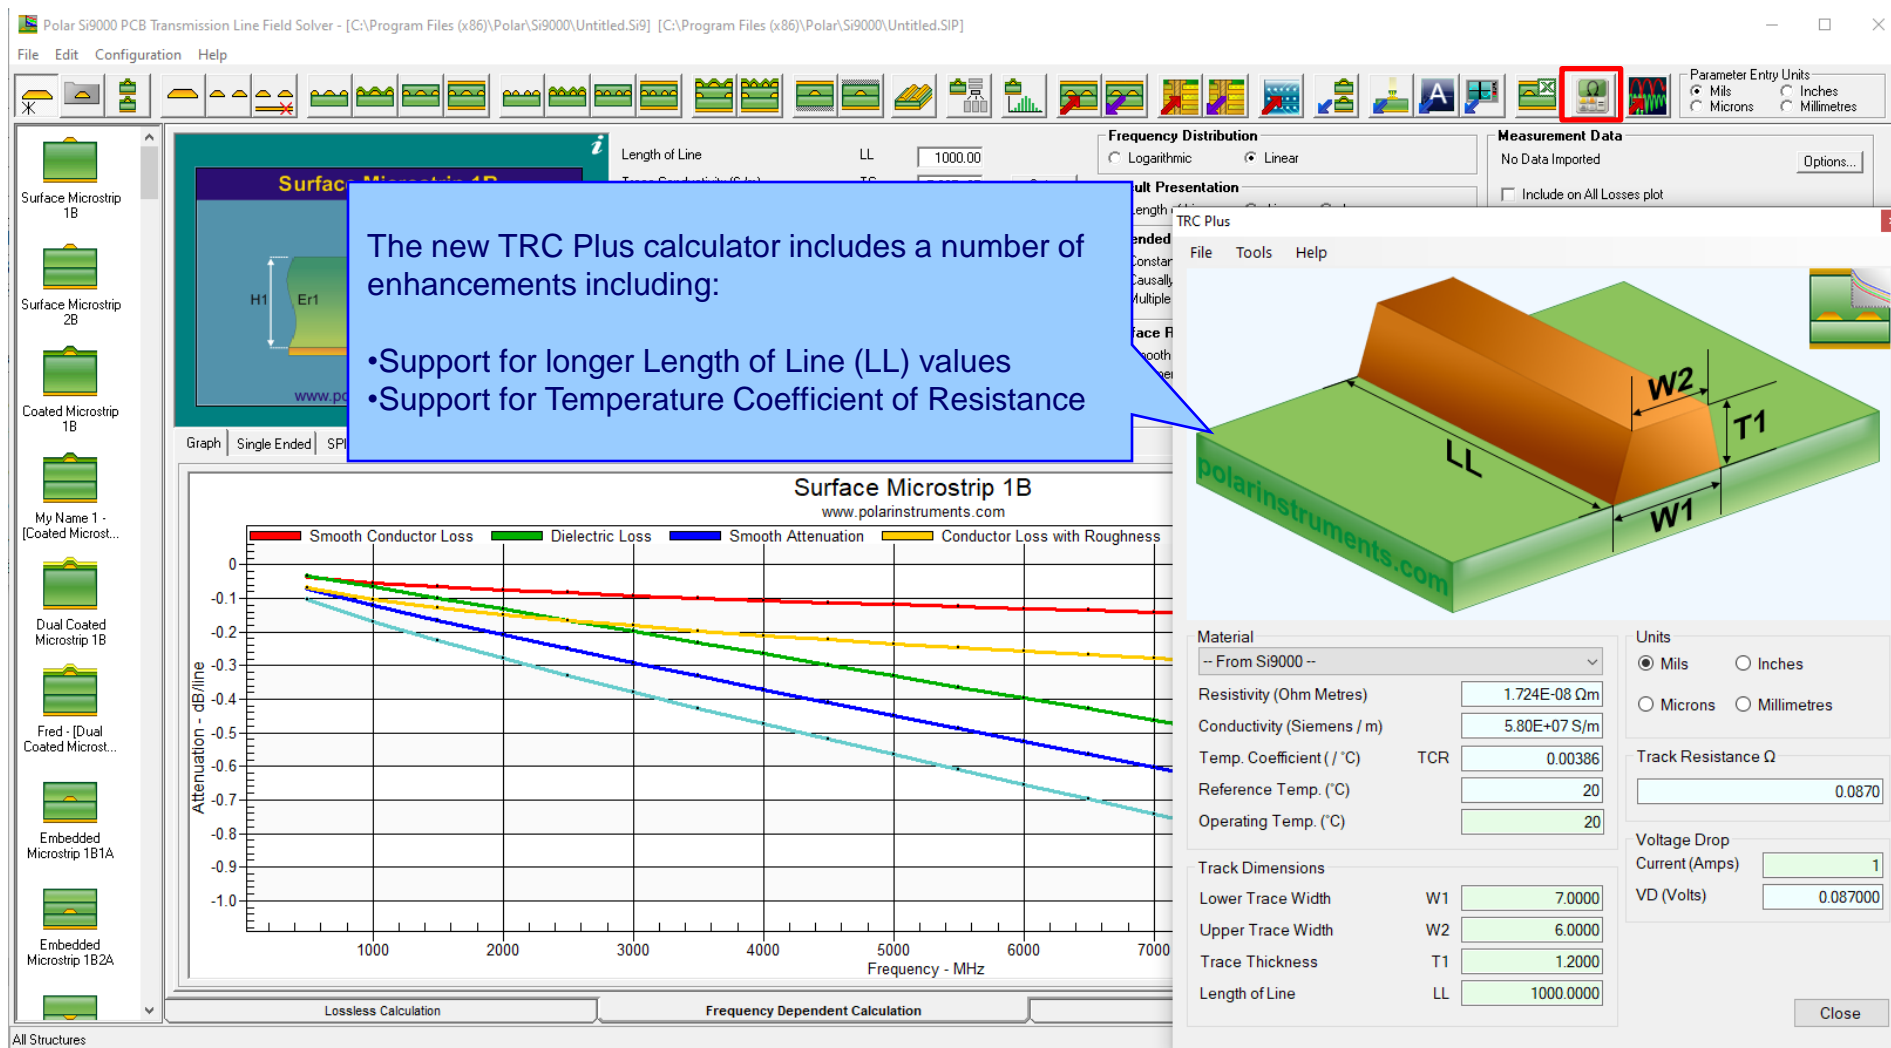 Polar Si9000 PCB Transmission Line Field Solver - [C:\Program Files (x86)\Polar\Si9000\Untitled.Si9] [C:\Program Files (x86)\Polar\Si9000\Untitled.SIP]
File Edit Configuration Help
Parameter Entry Units
Mils Inches
Microns Millimetres
Surface Microstrip
1B
Surface Microstrip
2B
Coated Microstrip
1B
My Name 1 -
[Coated Microst...
Dual Coated
Microstrip 1B
Fred - [Dual
Coated Microst...
Embedded
Microstrip 1B1A
Embedded
Microstrip 1B2A
All Structures
H1 Er1
Length of Line LL 1000.00
Frequency Distribution
Logarithmic Linear
Measurement Data
No Data Imported Options...
Include on All Losses plot
The new TRC Plus calculator includes a number of
enhancements including:
•Support for longer Length of Line (LL) values
•Support for Temperature Coefficient of Resistance
Graph Single Ended
Surface Microstrip 1B
www.polarinstruments.com
Smooth Conductor Loss Dielectric Loss Smooth Attenuation Conductor Loss with Roughness
Attenuation - dB/line
0
-0.1
-0.2
-0.3
-0.4
-0.5
-0.6
-0.7
-0.8
-0.9
-1.0
1000 2000 3000 4000 5000 6000 7000
Frequency - MHz
Lossless Calculation Frequency Dependent Calculation
TRC Plus
File Tools Help
W2
T1
LL
W1
polarinstruments.com
Material
-- From Si9000 --
Resistivity (Ohm Metres) 1.724E-08 Ωm
Conductivity (Siemens / m) 5.80E+07 S/m
Temp. Coefficient ( / °C) TCR 0.00386
Reference Temp. (°C) 20
Operating Temp. (°C) 20
Track Dimensions
Lower Trace Width W1 7.0000
Upper Trace Width W2 6.0000
Trace Thickness T1 1.2000
Length of Line LL 1000.0000
Units
Mils Inches
Microns Millimetres
Track Resistance Ω
0.0870
Voltage Drop
Current (Amps) 1
VD (Volts) 0.087000
Close